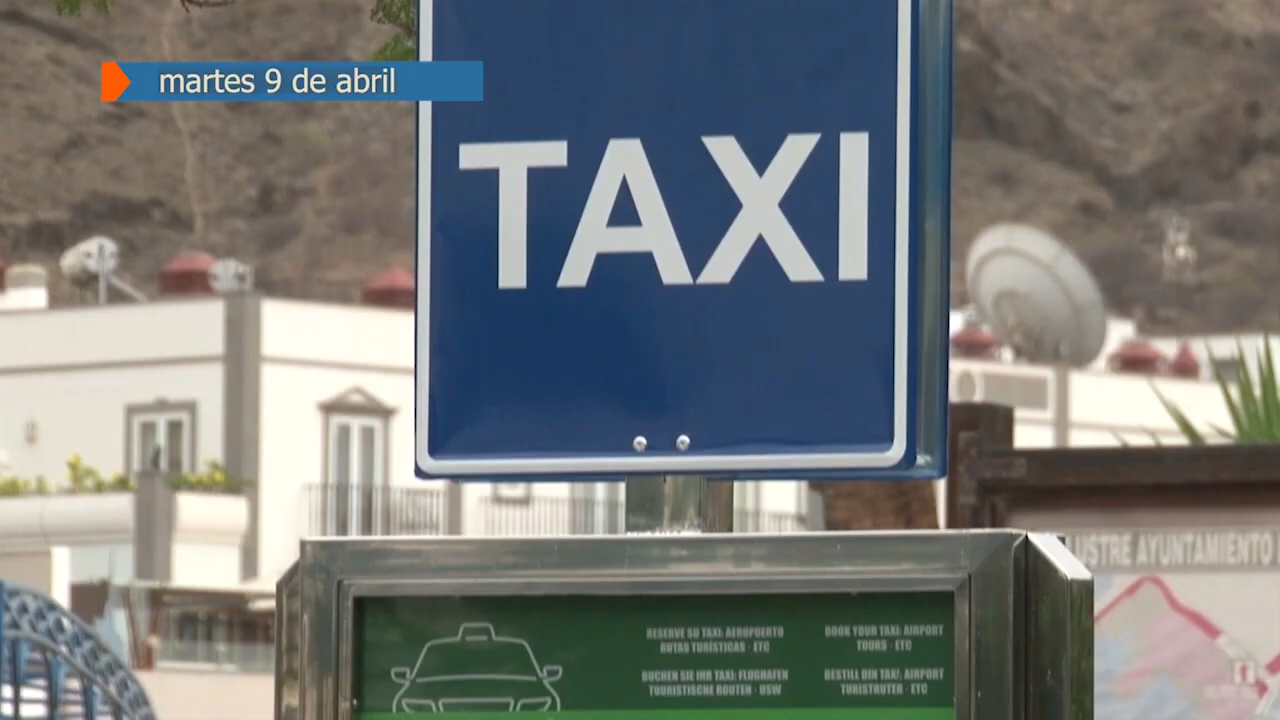 martes 9 de abril
TAXI
LUSTRE AYUNTAMIENTO
RESERVE SU TAXI: AEROPUERTO
RUTAS TURÍSTICAS - ETC
BOOK YOUR TAXI: AIRPORT
TOURS - ETC
BUCHEN SIE IHR TAXI: FLUGHAFEN
TOURISTISCHE ROUTEN - USW
BESTILL DIN TAXI, AIRPORT
TURISTRUTER - ETC